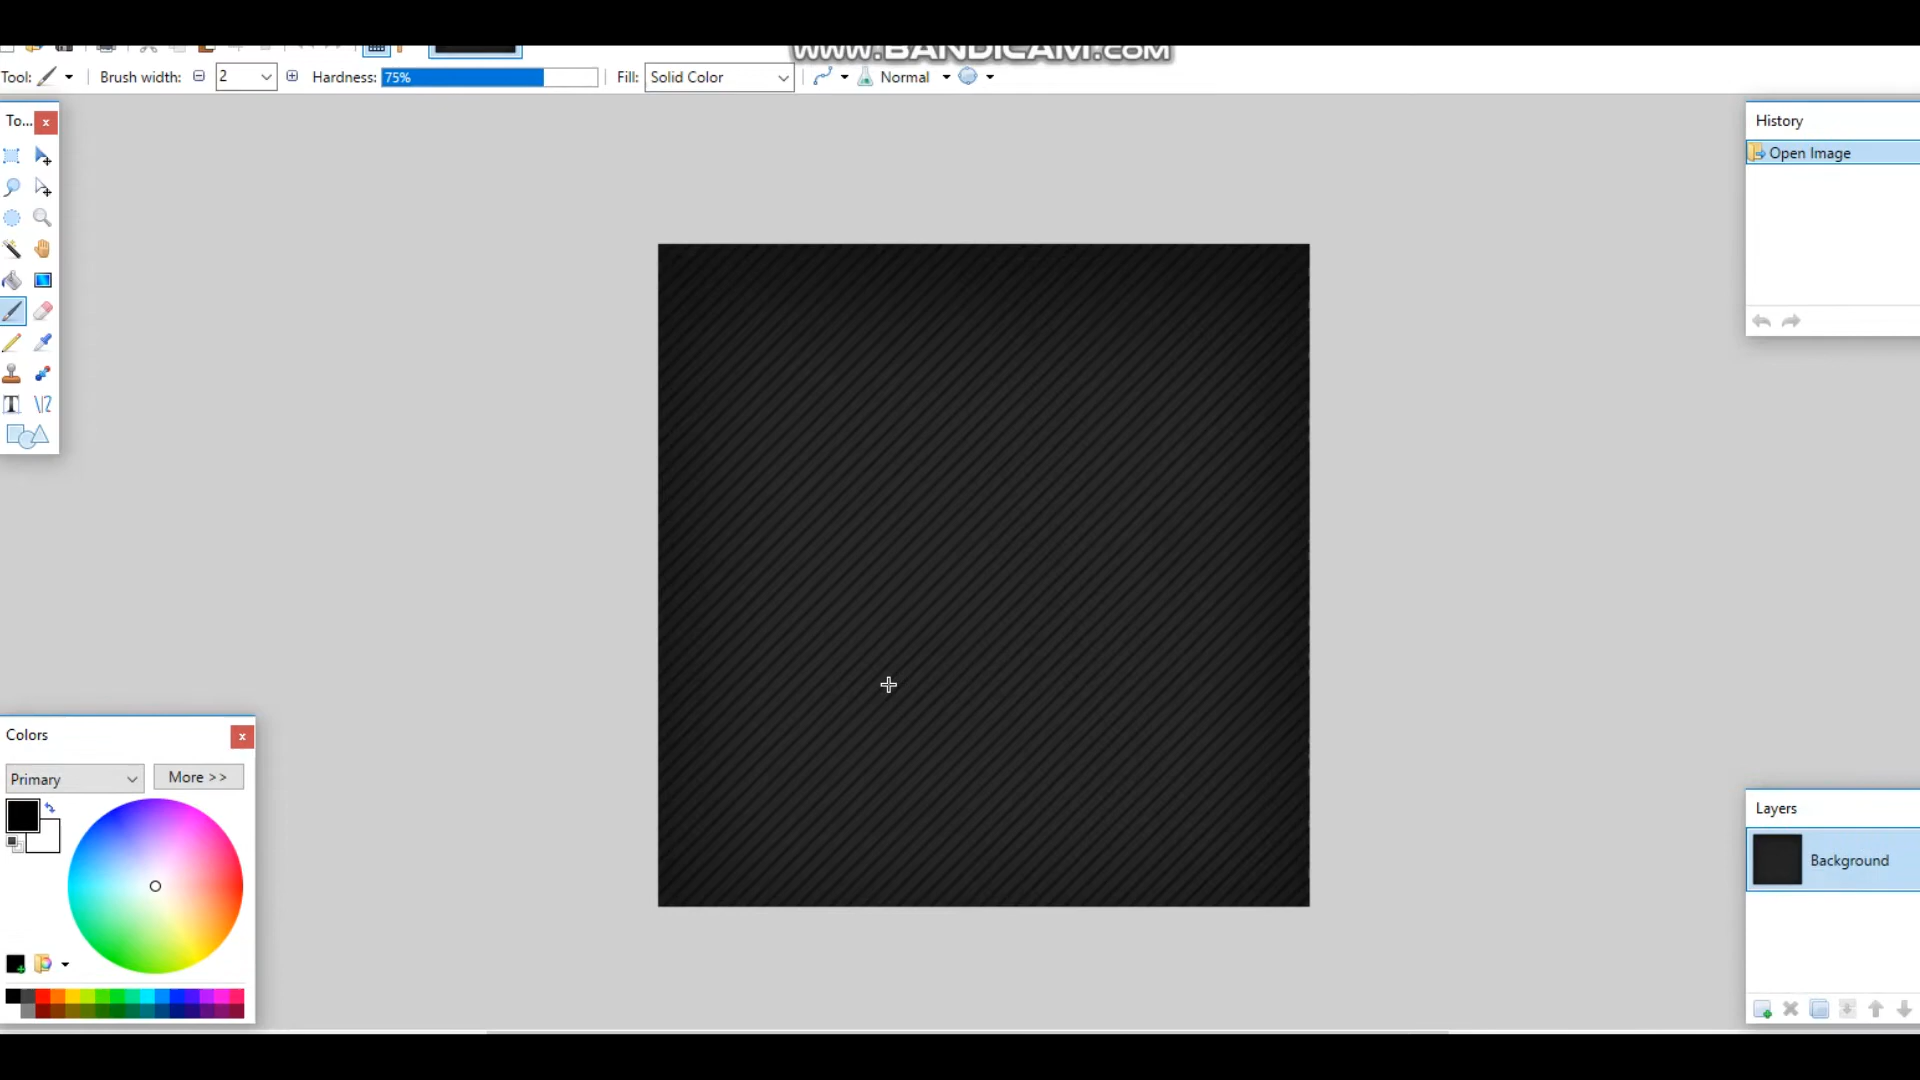 www.BANDICAM.com
Tool:
Brush width:
2
Hardness:
75%
Fill:
Solid Color
Normal
To...
History
Open Image
Colors
Primary
More >>
Layers
Background